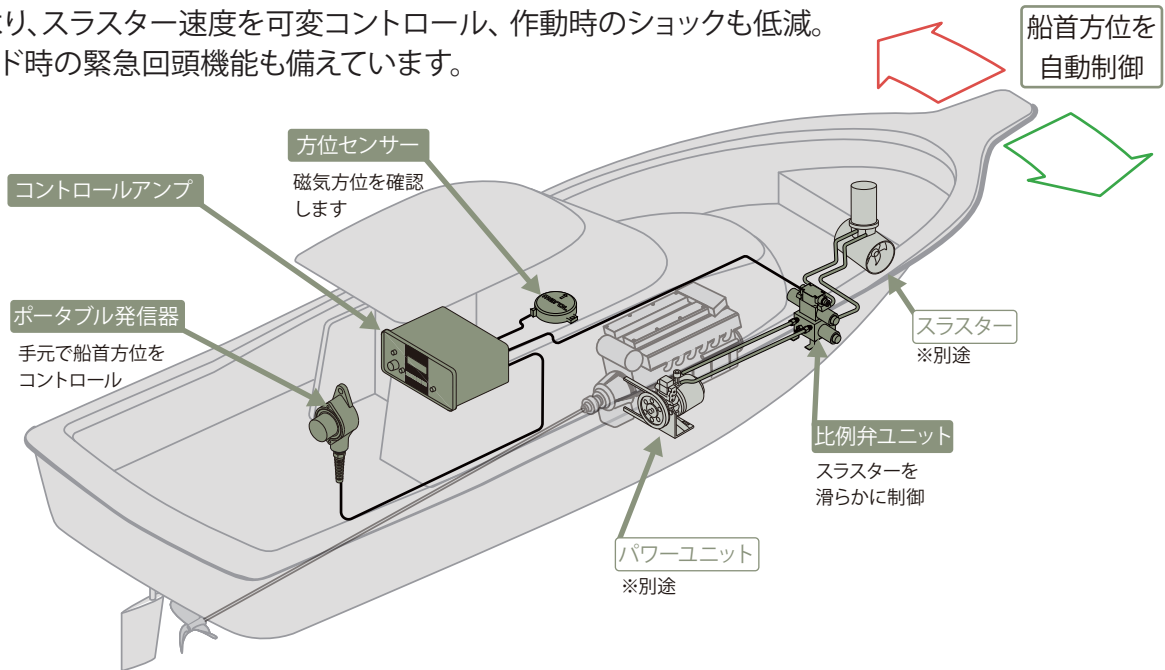 り、スラスター速度を可変コントロール、作動時のショックも低減。
ド時の緊急回頭機能も備えています。
船首方位を
自動制御
方位センサー
磁気方位を確認
します
コントロールアンプ
ポータブル発信器
手元で船首方位を
コントロール
スラスター
※別途
比例弁ユニット
スラスターを
滑らかに制御
パワーユニット
※別途